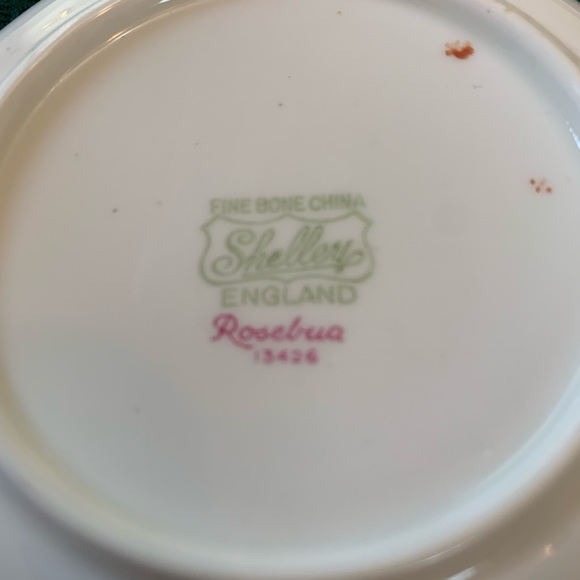 FINE BONE CHINA
Shelley
ENGLAND
Rosebud
13426